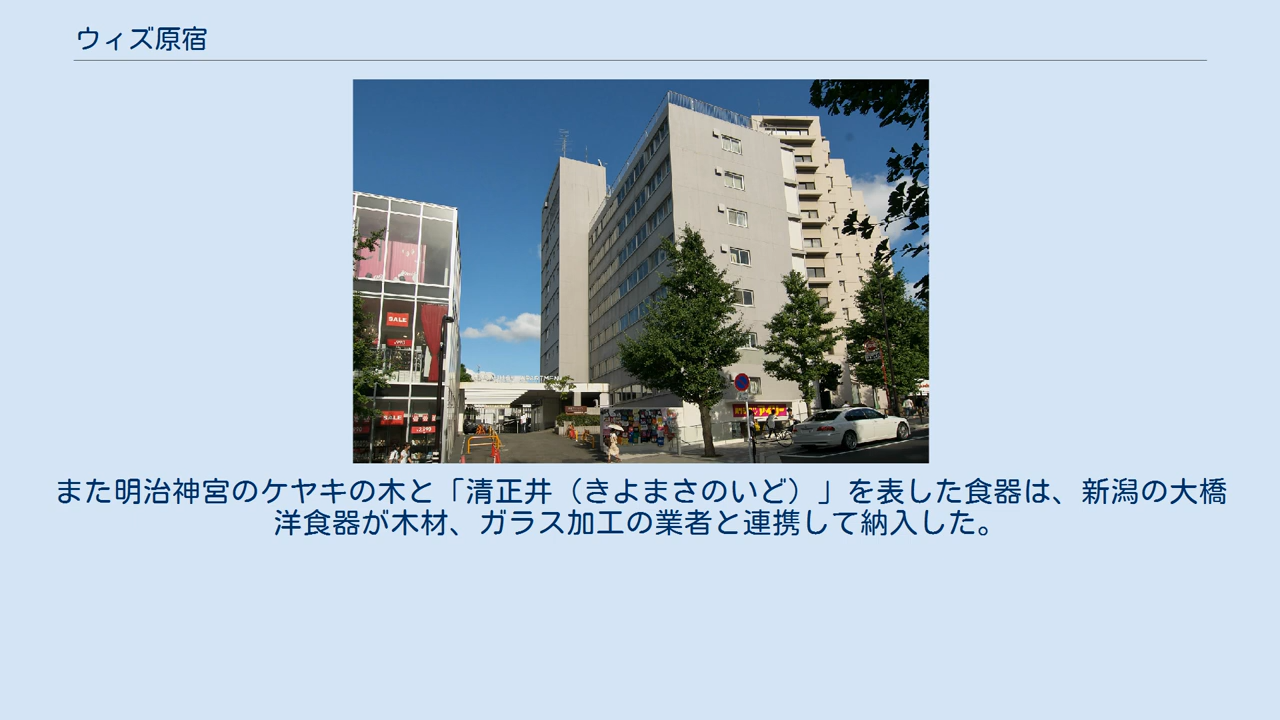 ウィズ原宿
SALE
SALE
また明治神宮のケヤキの木と「清正井（きよまさのいど）」を表した食器は、新潟の大橋
洋食器が木材、ガラス加工の業者と連携して納入した。